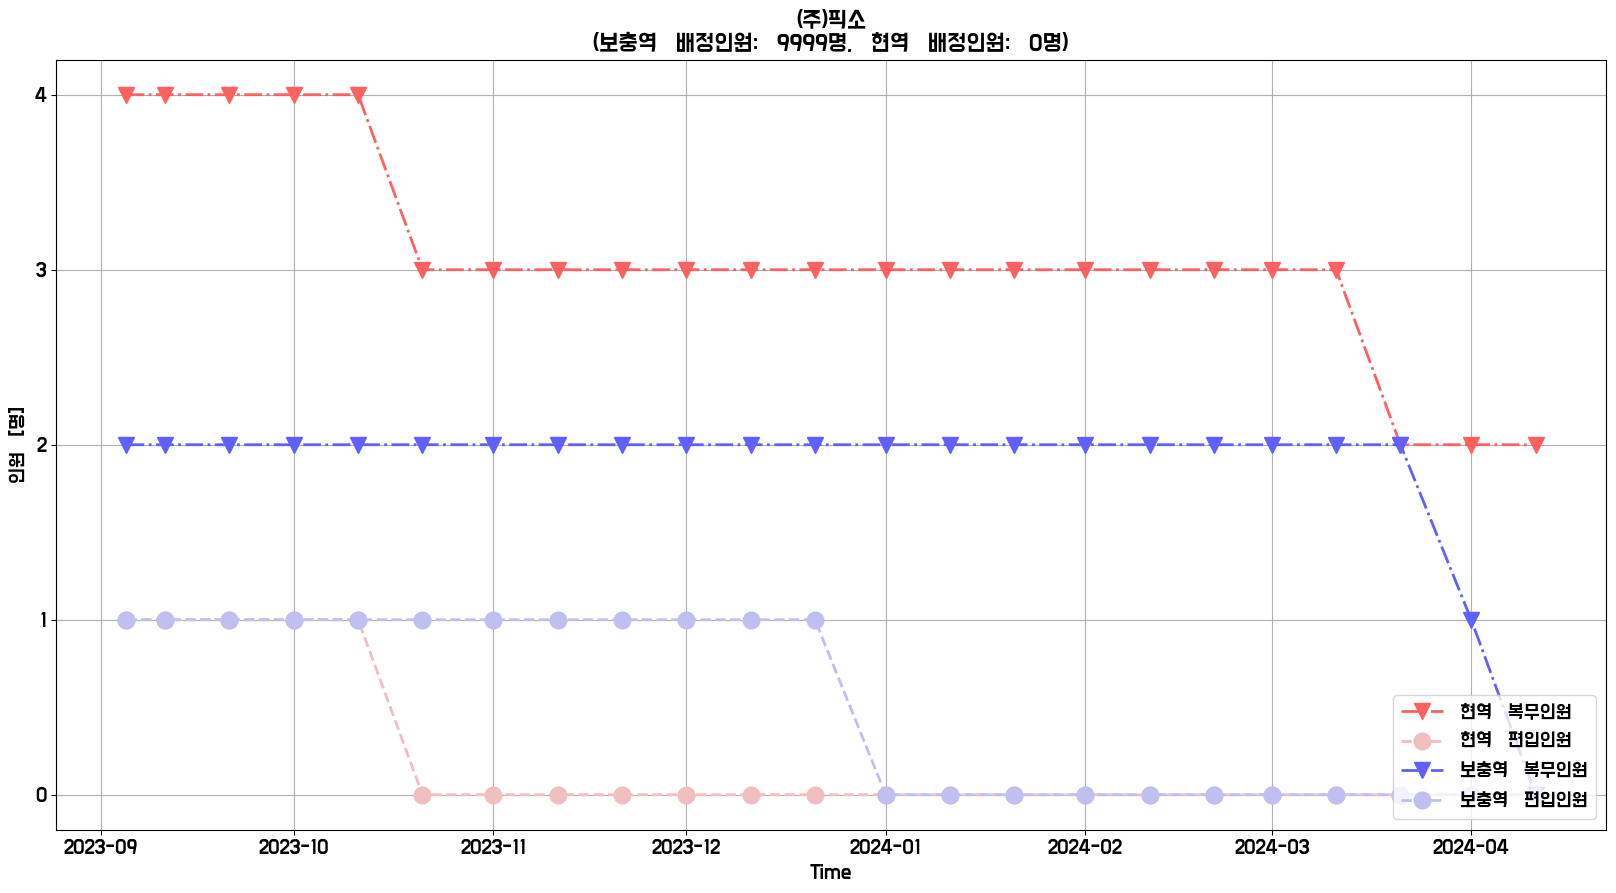 (주)픽소
(보충역 배정인원: 9999명, 현역 배정인원: 0명)
인원 [명]
4
3
2
1
0
2023-09 2023-10 2023-11 2023-12 2024-01 2024-02 2024-03 2024-04
Time
현역 복무인원
현역 편입인원
보충역 복무인원
보충역 편입인원